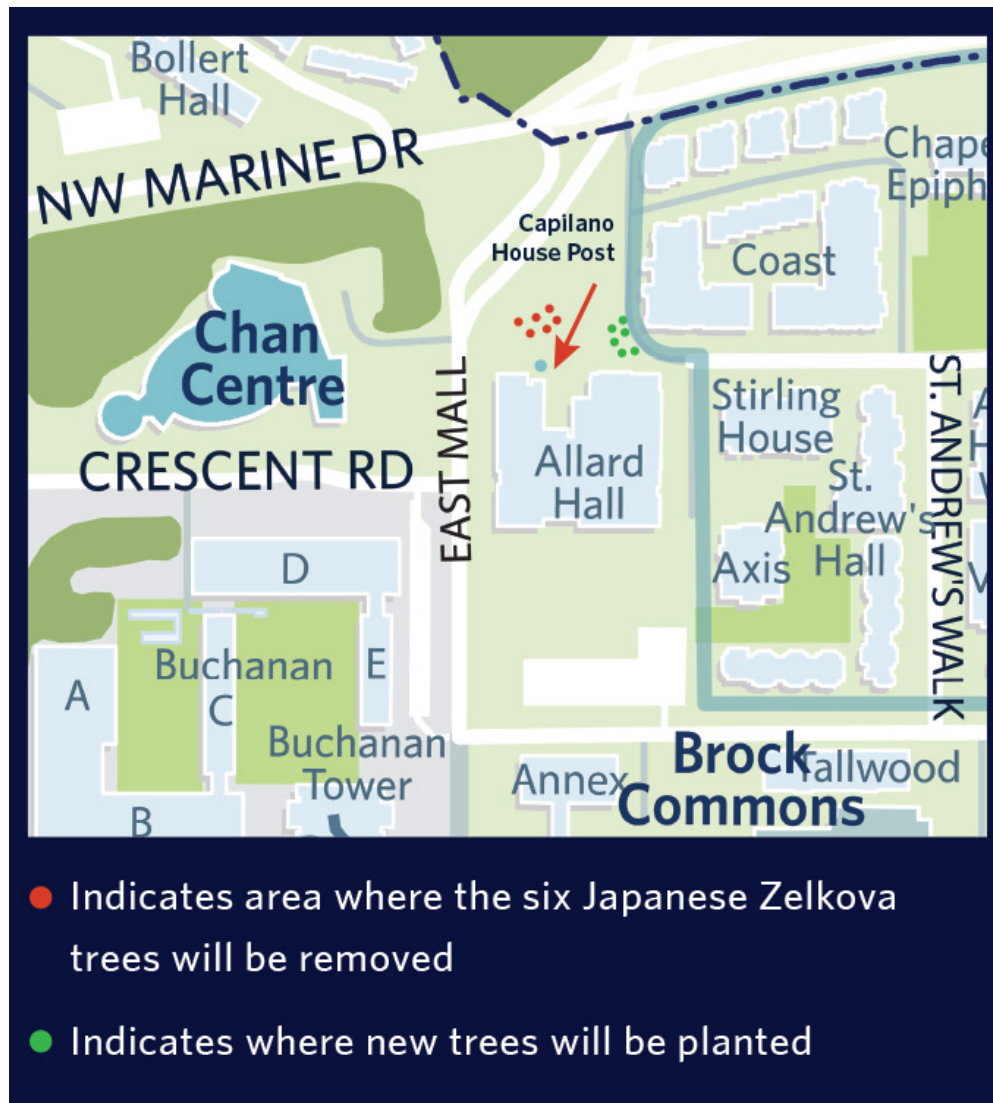 Bollert
Hall
NW MARINE DR
Chape
Epiph
Capilano
House Post
Coast
Chan
Centre
EAST MALL
Stirling
House
ST. ANDREW'S WALK
CRESCENT RD
Allard
Hall
St.
Andrew's
Hall
Axis
D
Buchanan
A
C
E
Buchanan
Tower
B
Annex
Brock
Commons
Tallwood
Indicates area where the six Japanese Zelkova
trees will be removed
Indicates where new trees will be planted